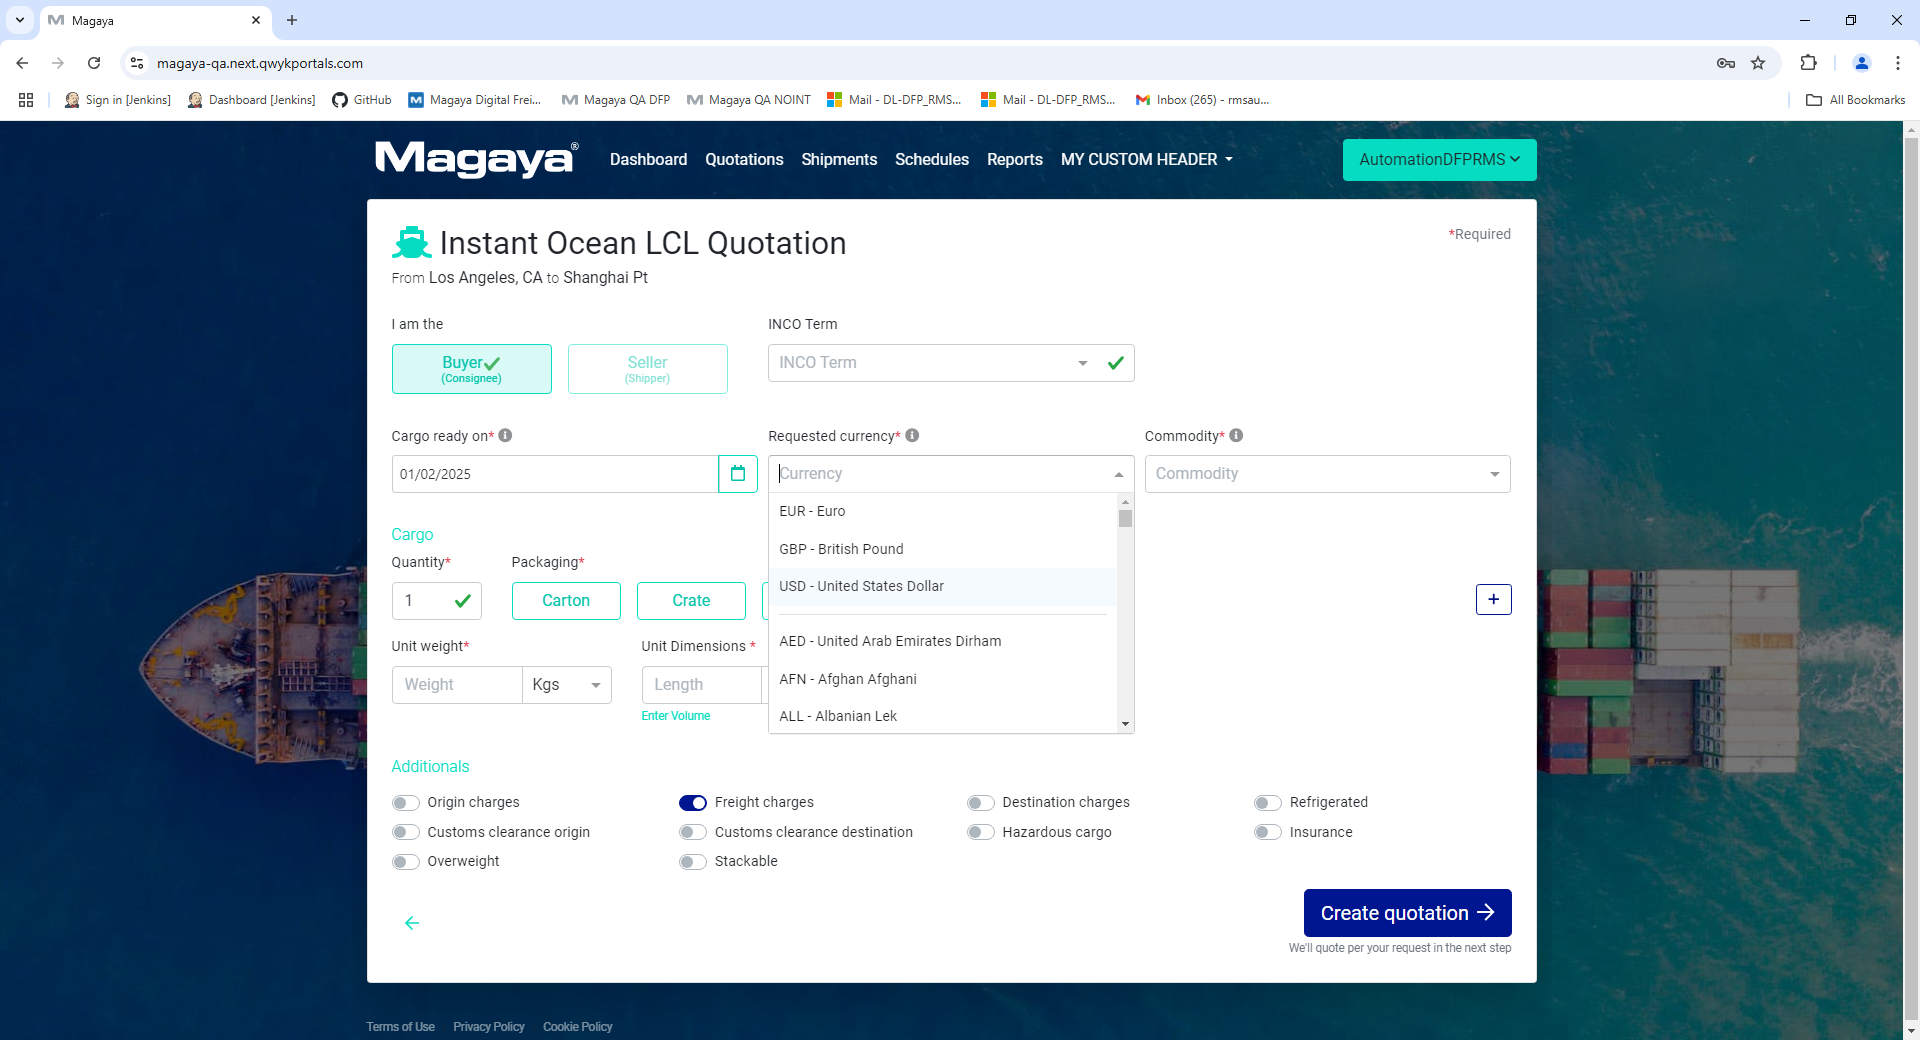 Magaya
magaya-qa.next.qwykportals.com
Sign in [Jenkins]
Dashboard [Jenkins]
GitHub
Magaya Digital Frei...
Magaya QA DFP
Magaya QA NOINT
Mail - DL-DFP_RMS...
Mail - DL-DFP_RMS...
Inbox (265) - rmsau...
All Bookmarks
Magaya®
Dashboard
Quotations
Shipments
Schedules
Reports
MY CUSTOM HEADER
AutomationDFPRMS
Instant Ocean LCL Quotation
*Required
From Los Angeles, CA to Shanghai Pt
I am the
INCO Term
Buyer
(Consignee)
Seller
(Shipper)
INCO Term
Cargo ready on*
Requested currency*
Commodity*
01/02/2025
Currency
Commodity
EUR - Euro
GBP - British Pound
USD - United States Dollar
AED - United Arab Emirates Dirham
AFN - Afghan Afghani
ALL - Albanian Lek
Cargo
Quantity*
Packaging*
1
Carton
Crate
+
Unit weight*
Unit Dimensions *
Weight
Kgs
Length
Enter Volume
Additionals
Origin charges
Freight charges
Destination charges
Refrigerated
Customs clearance origin
Customs clearance destination
Hazardous cargo
Insurance
Overweight
Stackable
Create quotation
We'll quote per your request in the next step
Terms of Use
Privacy Policy
Cookie Policy